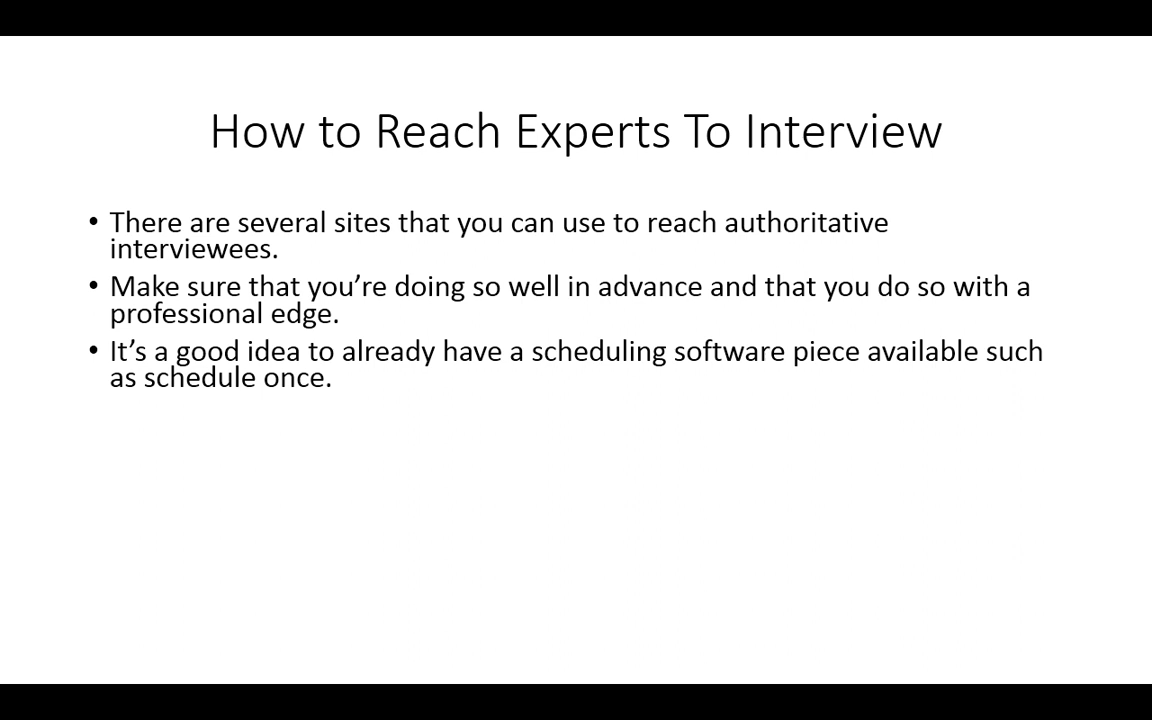 How to Reach Experts To Interview
• There are several sites that you can use to reach authoritative
interviewees.
• Make sure that you’re doing so well in advance and that you do so with a
professional edge.
• It’s a good idea to already have a scheduling software piece available such
as schedule once.